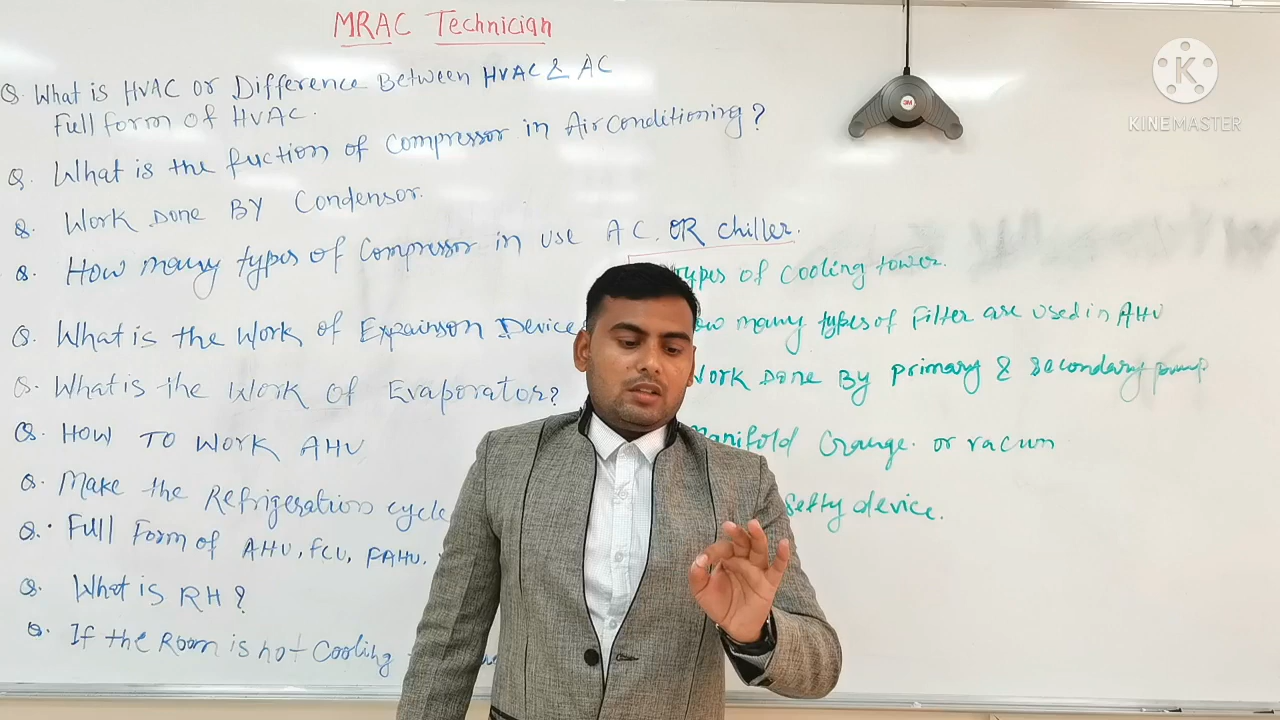 MRAC Technician
Q. What is HVAC or Difference Between HVAC & AC
Full form of HVAC.
Q. What is the fuction of compressor in Airconditioning?
Q. Work Done By Condensor.
Q. How many types of compressor in use AC. OR chiller.
Q. What is the work of Expainson Device
Q. What is the work of Evaporator?
Q. How To work AHU
Q. Make the Refrigeration cycle
Q. Full Form of AHU, FCU, FAHU.
Q. What is RH?
Q. If the Room is not cooling
types of cooling tower.
many types of Filter are used in AHU
Work Done By primary & secondary pump
Manifold Gauge. or vacum
Sefty device.
3M
K
KINEMASTER